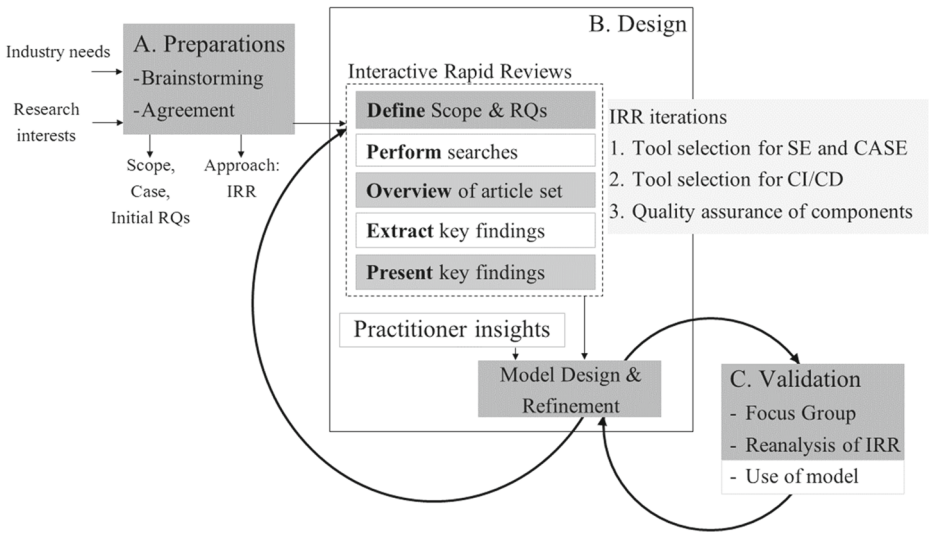 B. Design
A. Preparations
-Brainstorming
-Agreement
Industry needs
Research
interests
Scope,
Case,
Initial RQs
Approach:
IRR
Interactive Rapid Reviews
Define Scope & RQs
Perform searches
Overview of article set
Extract key findings
Present key findings
IRR iterations
1. Tool selection for SE and CASE
2. Tool selection for CI/CD
3. Quality assurance of components
Practitioner insights
Model Design &
Refinement
C. Validation
- Focus Group
- Reanalysis of IRR
- Use of model